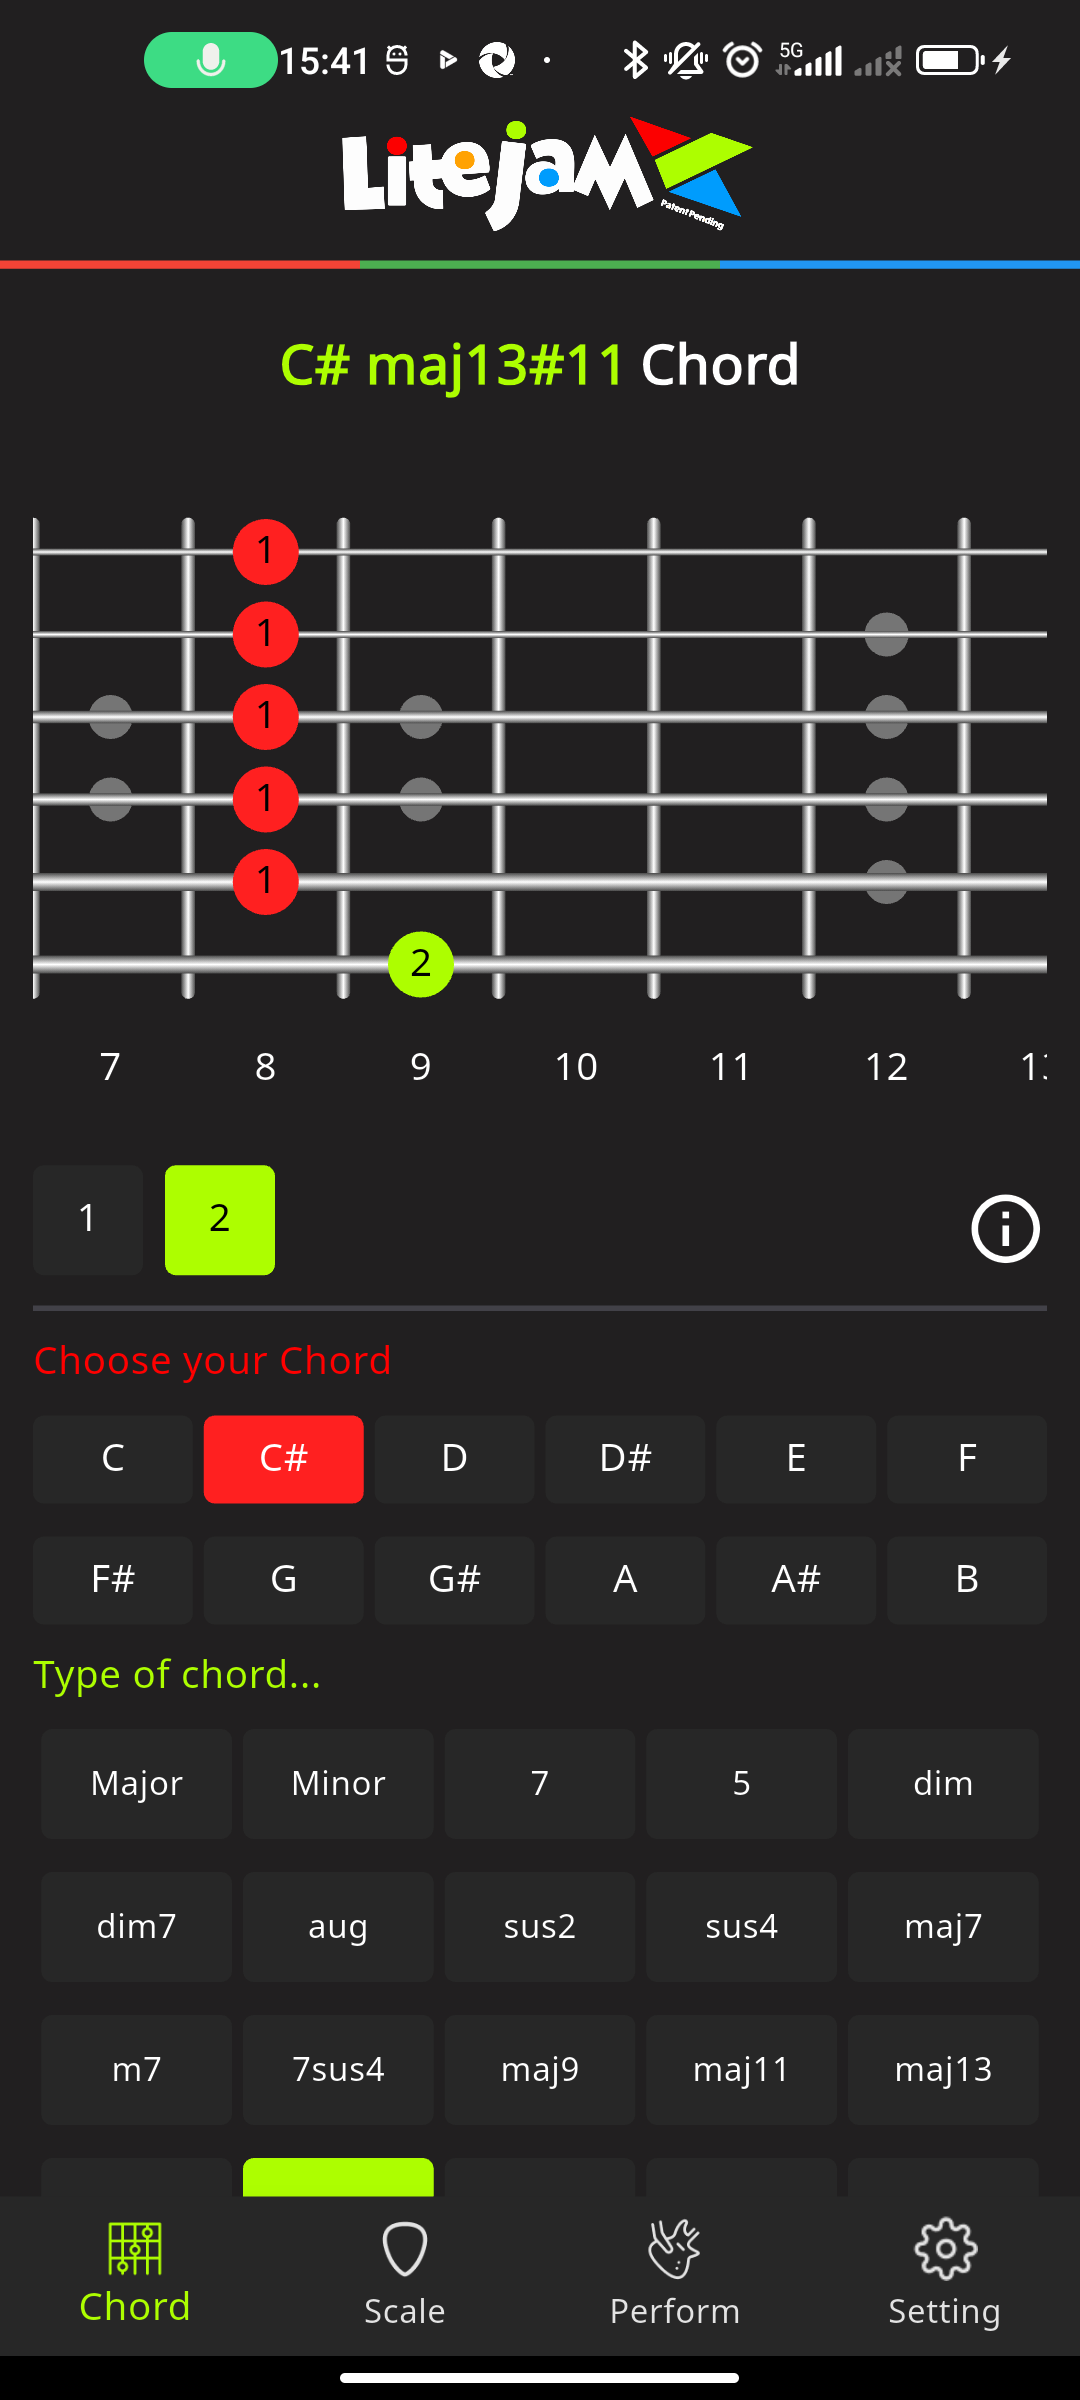 15:41
5G
Litejam
Patent Pending
C# maj13#11 Chord
1
1
1
1
1
2
7 8 9 10 11 12
1 2
Choose your Chord
C C# D D# E F
F# G G# A A# B
Type of chord...
Major Minor 7 5 dim
dim7 aug sus2 sus4 maj7
m7 7sus4 maj9 maj11 maj13
Chord Scale Perform Setting